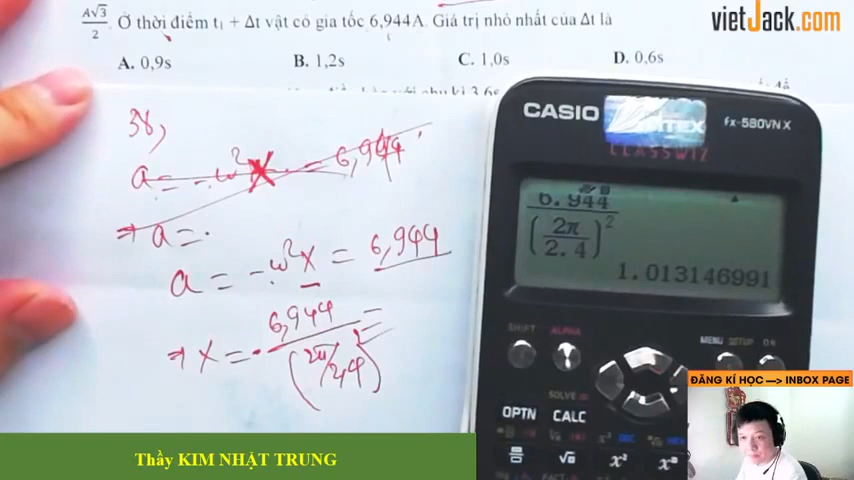 vietJack.com
A√3/2. Ở thời điểm t₁ + Δt vật có gia tốc 6,944A. Giá trị nhỏ nhất của Δt là
A. 0,9s B. 1,2s C. 1,0s D. 0,6s
38,
a = -ω²x = 6,944
⇒ a =
a = -ω²x = 6,944
⇒ x = - 6,944/(2π/2,4)²
CASIO
fx-580VN X
CLASSWIZ
6.944/(2π/2.4)²
1.013146991
SHIFT ALPHA MENU SETUP ON
SOLVE =
OPTN CALC
ĐĂNG KÍ HỌC —> INBOX PAGE
Thầy KIM NHẬT TRUNG